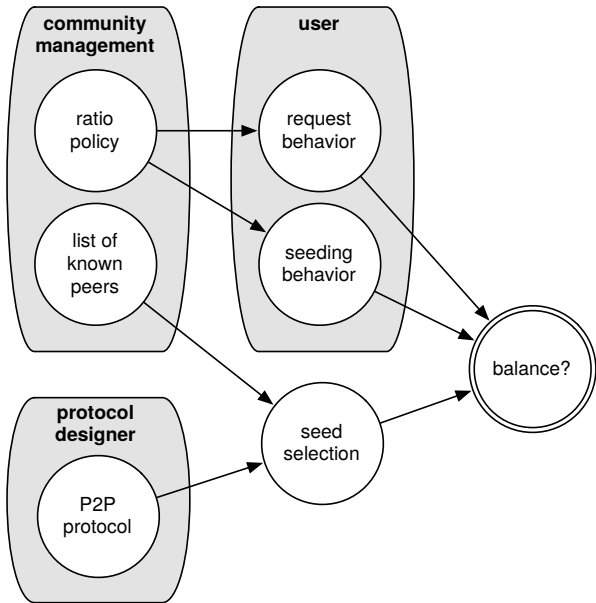 community
management
ratio
policy
list of
known
peers
user
request
behavior
seeding
behavior
balance?
seed
selection
protocol
designer
P2P
protocol